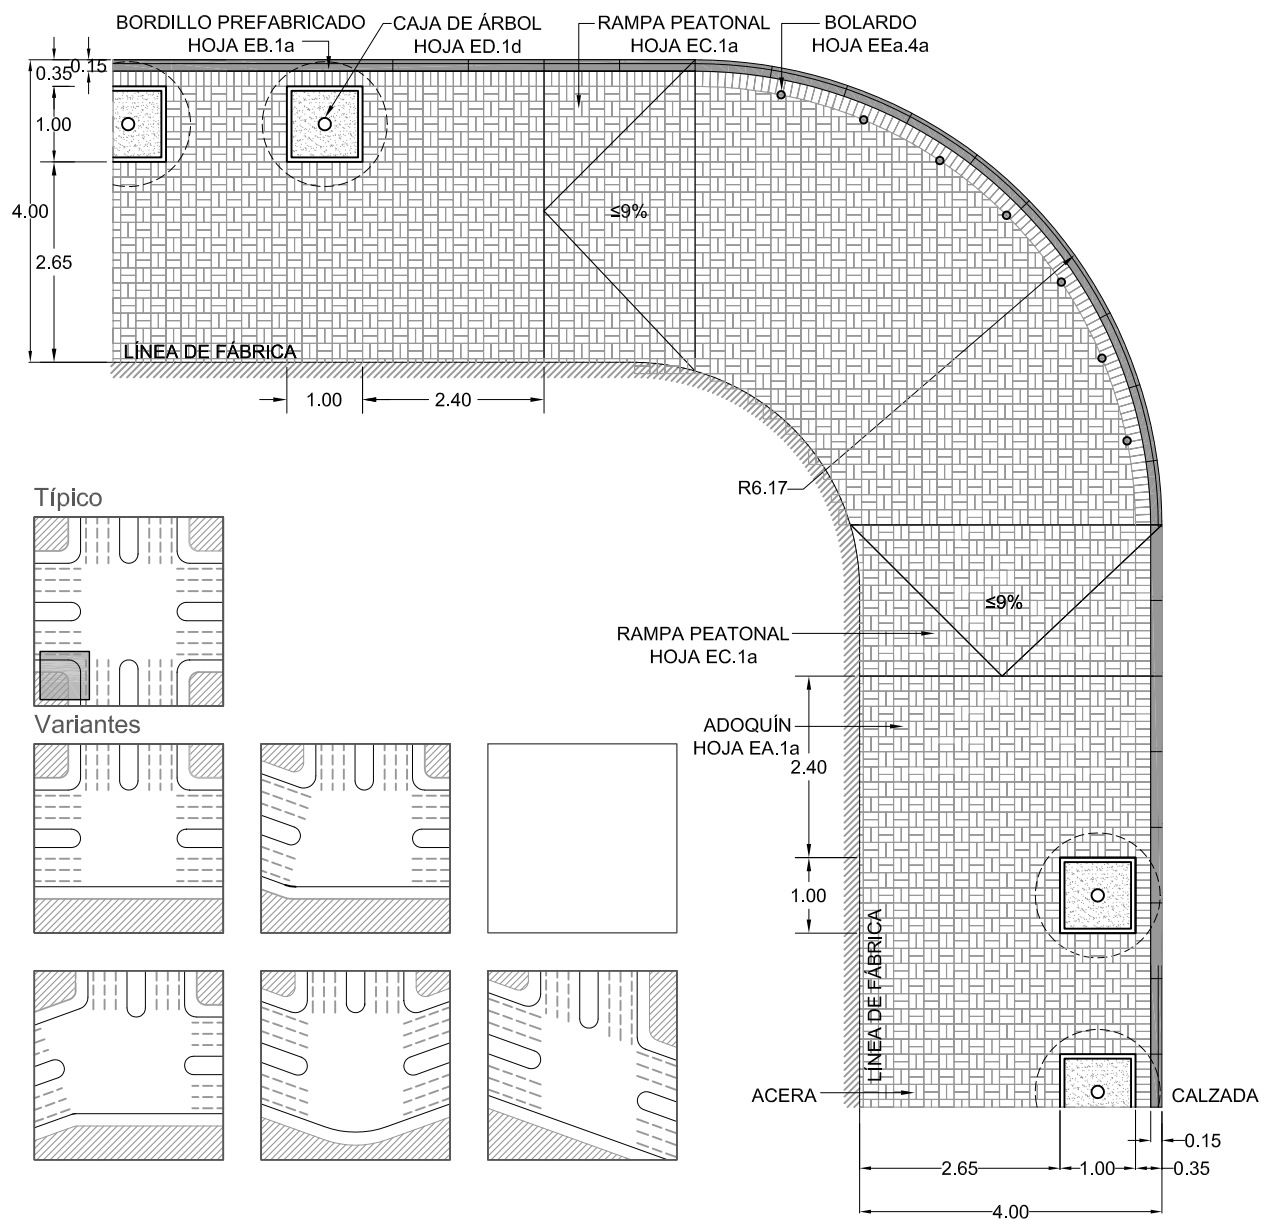 BORDILLO PREFABRICADO
HOJA EB.1a
CAJA DE ÁRBOL
HOJA ED.1d
RAMPA PEATONAL
HOJA EC.1a
BOLARDO
HOJA EEa.4a
0.35
0.15
1.00
4.00
2.65
≤9%
LÍNEA DE FÁBRICA
1.00
2.40
R6.17
Típico
≤9%
RAMPA PEATONAL
HOJA EC.1a
Variantes
ADOQUÍN
HOJA EA.1a
2.40
1.00
LÍNEA DE FÁBRICA
ACERA
CALZADA
0.15
2.65
1.00
0.35
4.00